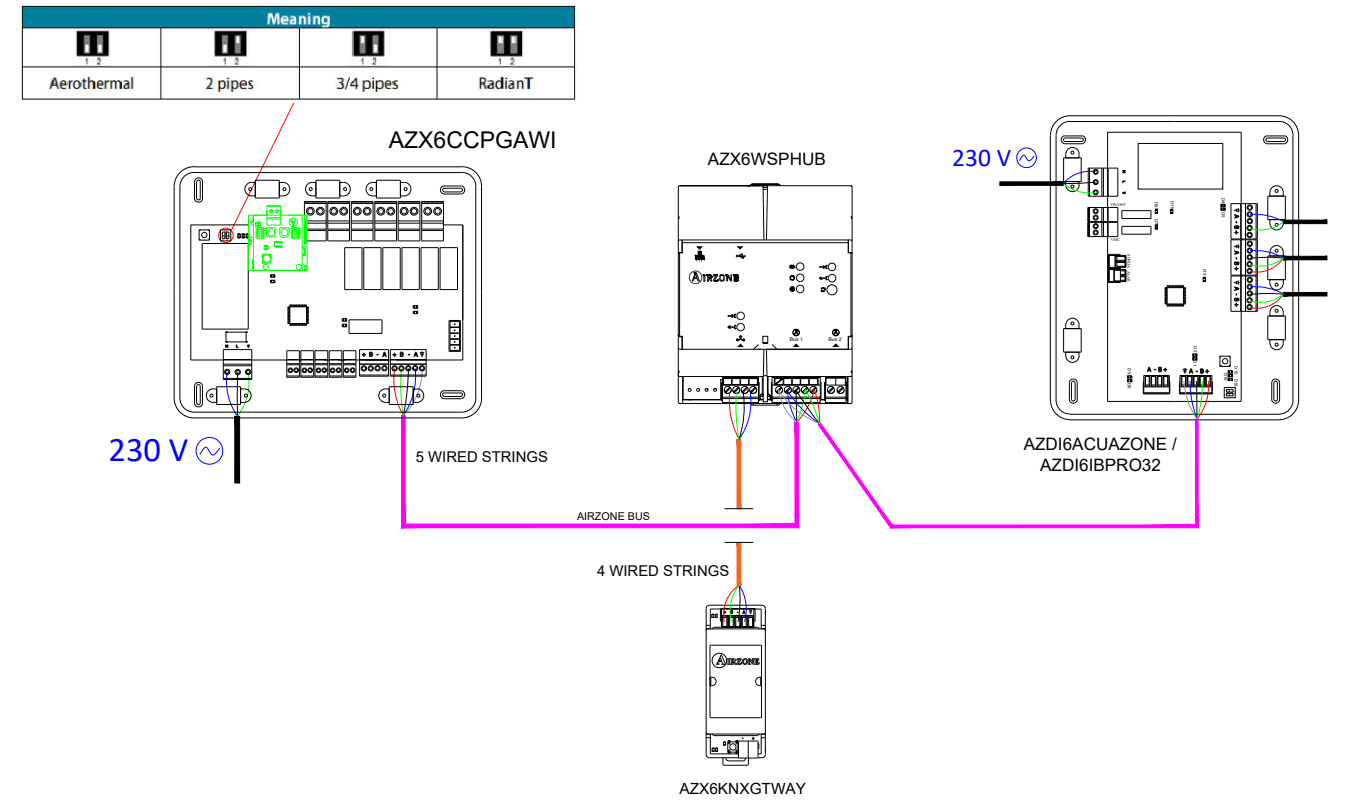 Meaning
1 2
1 2
1 2
1 2
Aerothermal
2 pipes
3/4 pipes
RadianT
AZX6CCPGAWI
AZX6WSPHUB
230 V
AIRZONE
Bus 1
Bus 2
+ B - A
+ B - A
A - B +
A - B +
A - B +
A - B +
A - B +
230 V
5 WIRED STRINGS
AZDI6ACUAZONE /
AZDI6IBPRO32
AIRZONE BUS
4 WIRED STRINGS
AIRZONE
AZX6KNXGTWAY